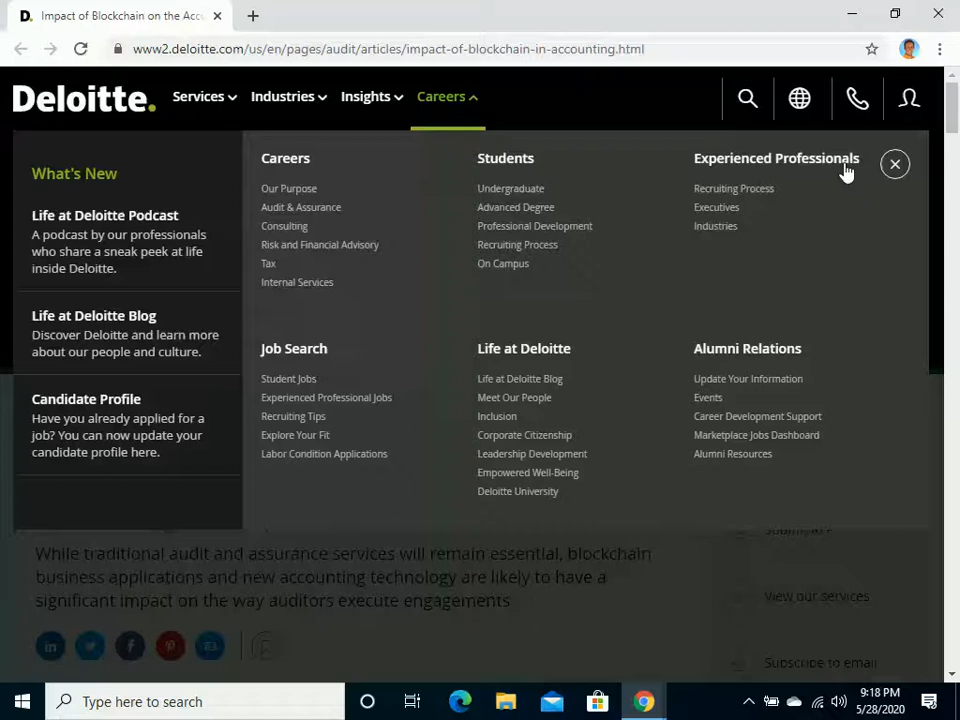 D. Impact of Blockchain on the Acc
www2.deloitte.com/us/en/pages/audit/articles/impact-of-blockchain-in-accounting.html
Deloitte.
Services
Industries
Insights
Careers
What's New
Life at Deloitte Podcast
A podcast by our professionals
who share a sneak peek at life
inside Deloitte.
Life at Deloitte Blog
Discover Deloitte and learn more
about our people and culture.
Candidate Profile
Have you already applied for a
job? You can now update your
candidate profile here.
Careers
Our Purpose
Audit & Assurance
Consulting
Risk and Financial Advisory
Tax
Internal Services
Students
Undergraduate
Advanced Degree
Professional Development
Recruiting Process
On Campus
Experienced Professionals
Recruiting Process
Executives
Industries
Job Search
Student Jobs
Experienced Professional Jobs
Recruiting Tips
Explore Your Fit
Labor Condition Applications
Life at Deloitte
Life at Deloitte Blog
Meet Our People
Inclusion
Corporate Citizenship
Leadership Development
Empowered Well-Being
Deloitte University
Alumni Relations
Update Your Information
Events
Career Development Support
Marketplace Jobs Dashboard
Alumni Resources
While traditional audit and assurance services will remain essential, blockchain
business applications and new accounting technology are likely to have a
significant impact on the way auditors execute engagements
View our services
Subscribe to email
Type here to search
9:18 PM
5/28/2020